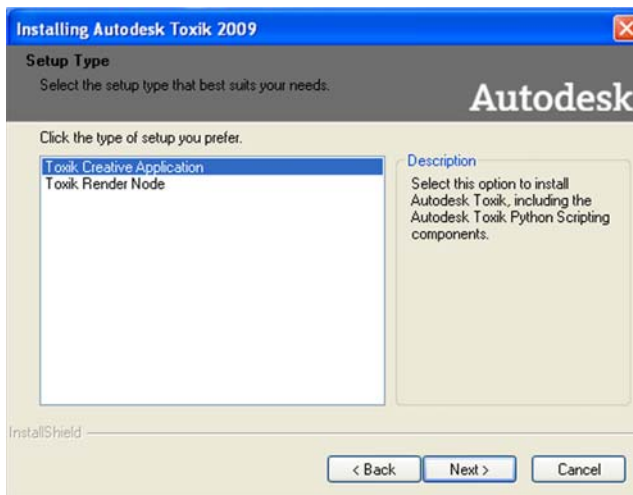 Installing Autodesk Toxik 2009
Setup Type
Select the setup type that best suits your needs.
Autodesk
Click the type of setup you prefer.
Toxik Creative Application
Toxik Render Node
Description
Select this option to install
Autodesk Toxik, including the
Autodesk Toxik Python Scripting
components.
InstallShield
< Back
Next >
Cancel